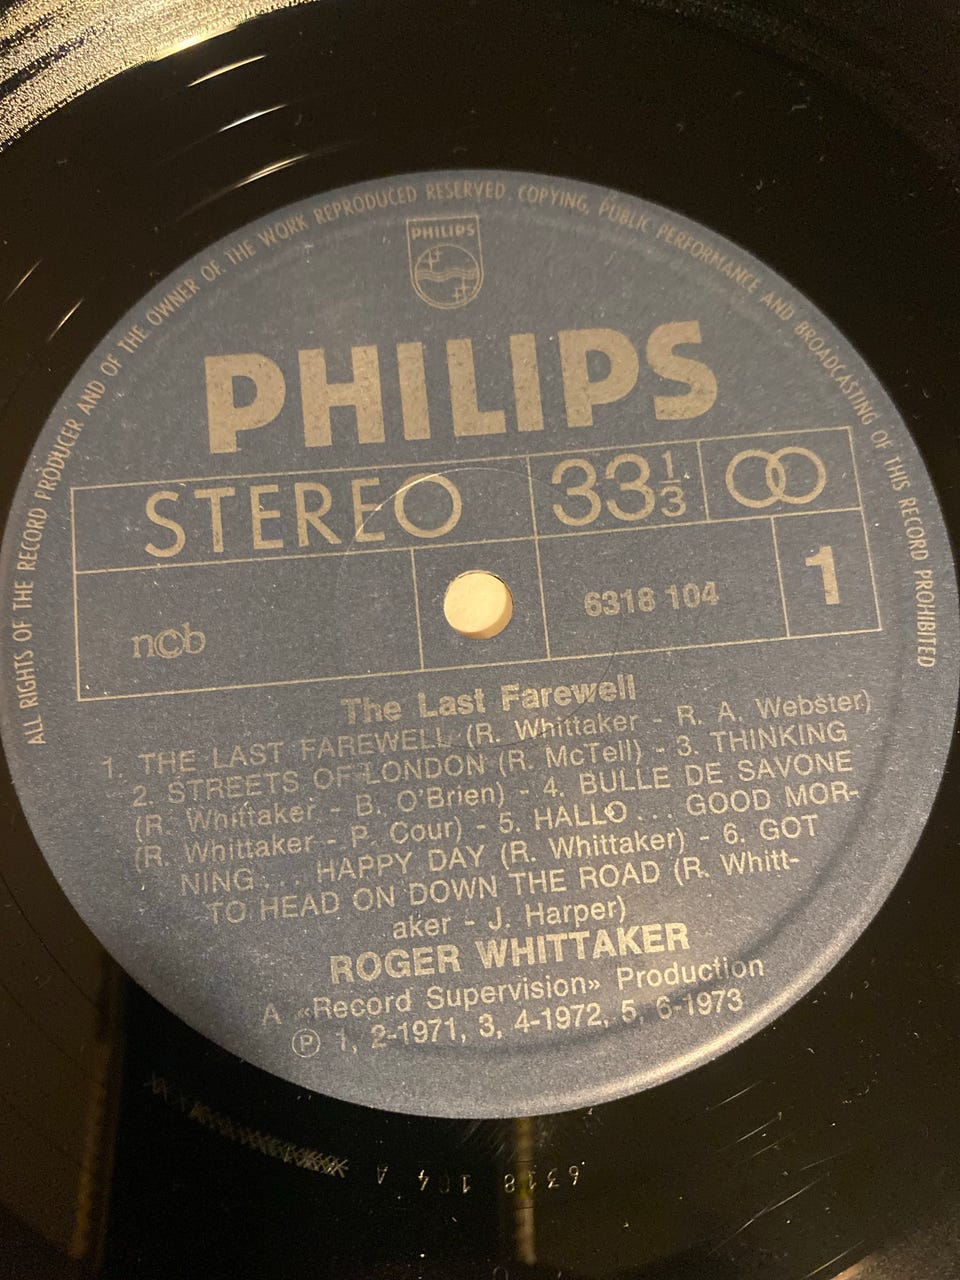 ALL RIGHTS OF THE RECORD PRODUCER AND OF THE OWNER OF THE WORK REPRODUCED RESERVED. COPYING, PUBLIC PERFORMANCE AND BROADCASTING OF THIS RECORD PROHIBITED
PHILIPS
PHILIPS
STEREO 33 1/3
6318 104 1
ncb
The Last Farewell
1. THE LAST FAREWELL (R. Whittaker - R. A. Webster)
2. STREETS OF LONDON (R. McTell) - 3. THINKING
(R. Whittaker - B. O'Brien) - 4. BULLE DE SAVONE
(R. Whittaker - P. Cour) - 5. HALLO ... GOOD MOR-
NING ... HAPPY DAY (R. Whittaker) - 6. GOT
TO HEAD ON DOWN THE ROAD (R. Whitt-
aker - J. Harper)
ROGER WHITTAKER
A «Record Supervision» Production
Ⓟ 1, 2-1971, 3, 4-1972, 5, 6-1973
6318 104 A